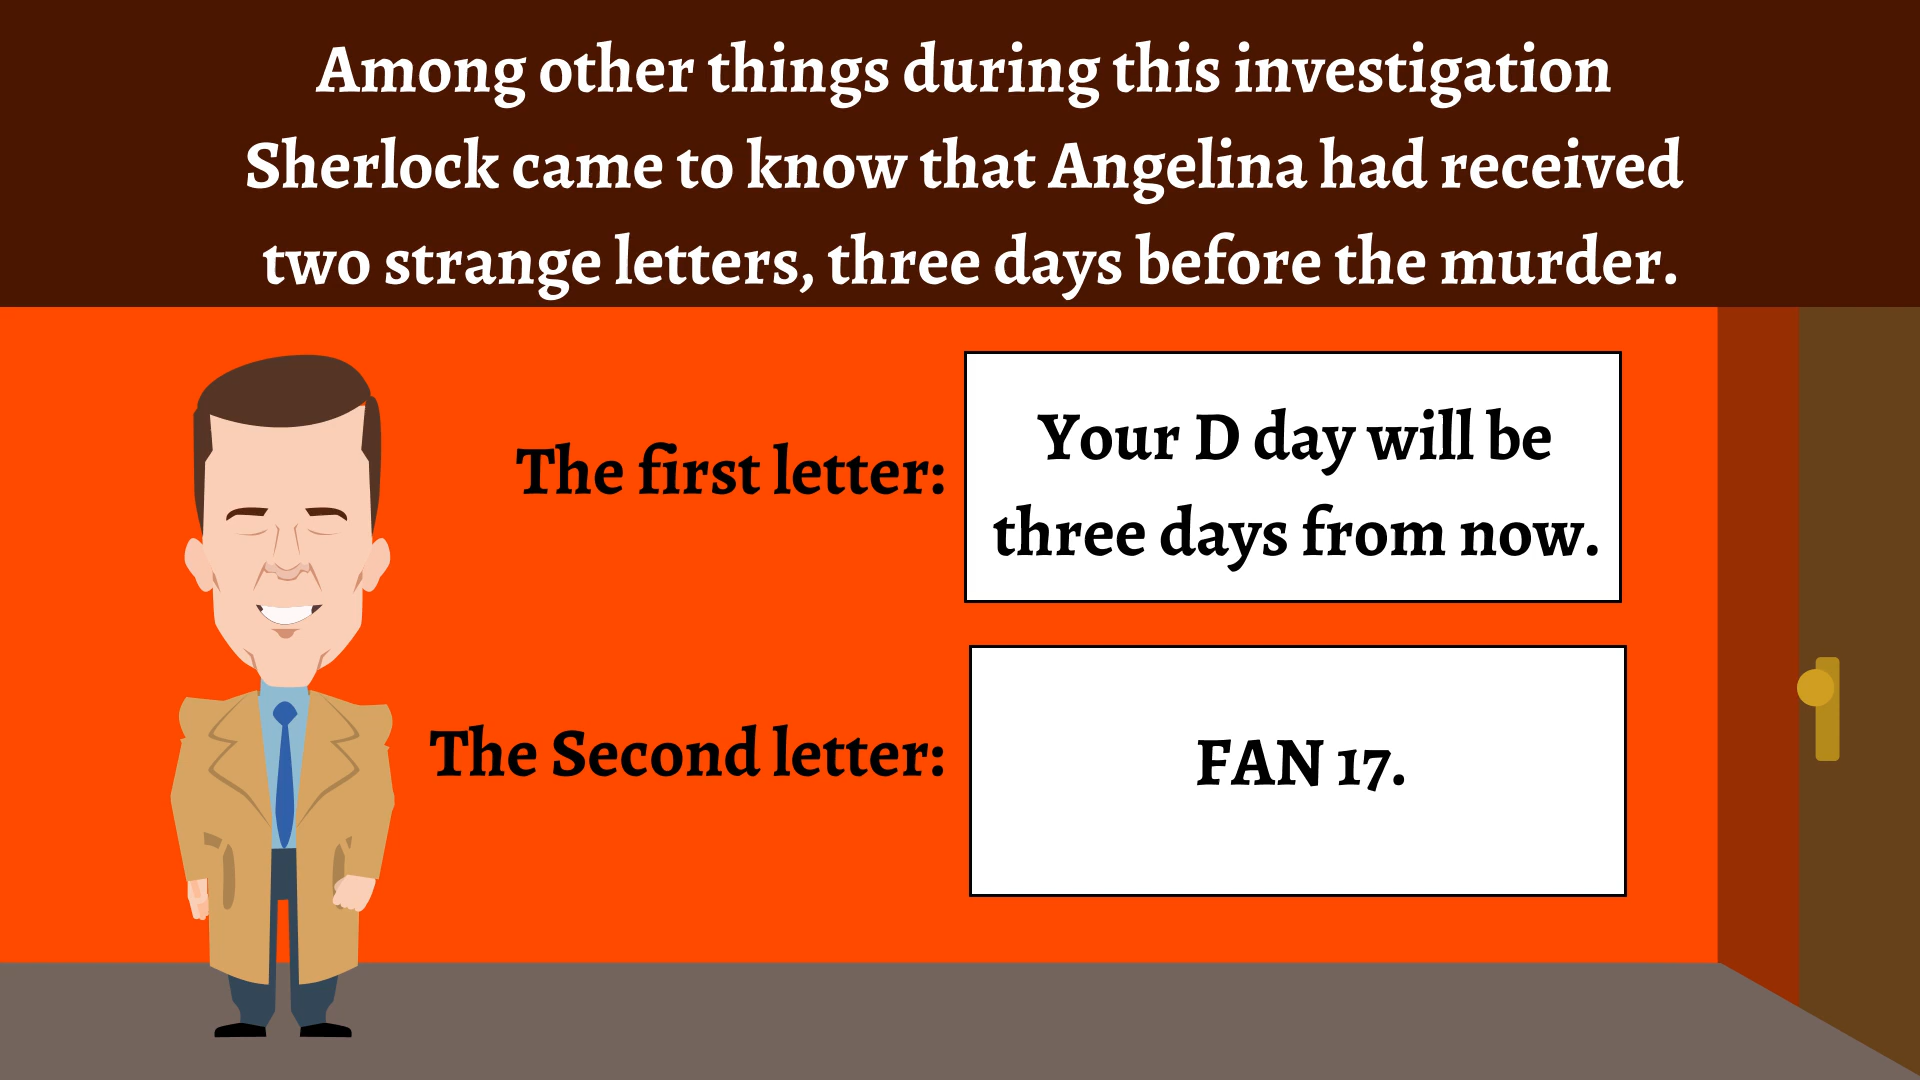 Among other things during this investigation
Sherlock came to know that Angelina had received
two strange letters, three days before the murder.
The first letter:
Your D day will be
three days from now.
The Second letter:
FAN 17.